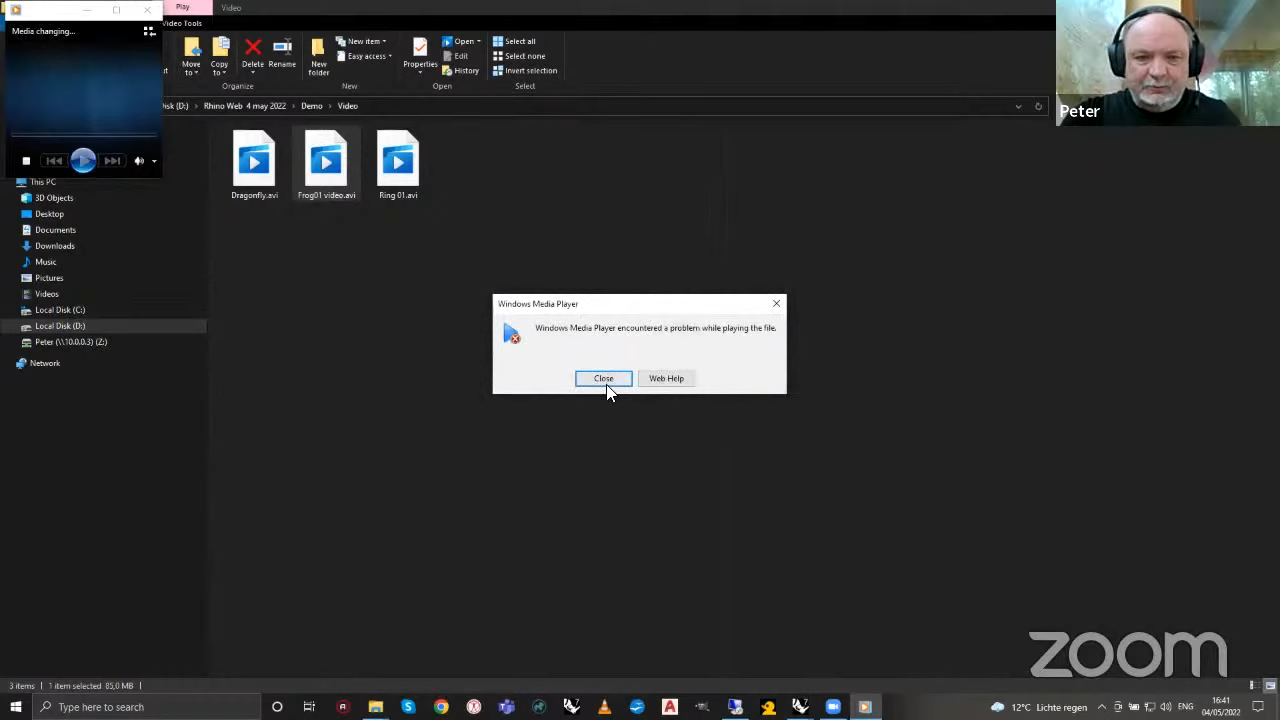 Play
Video
Media changing...
Video Tools
Move to
Copy to
Delete
Rename
New folder
New item
Easy access
Properties
Open
Edit
History
Select all
Select none
Invert selection
Organize
New
Open
Select
Peter
isk (D:)
Rhino Web 4 may 2022
Demo
Video
Dragonfly.avi
Frog01 video.avi
Ring 01.avi
This PC
3D Objects
Desktop
Documents
Downloads
Music
Pictures
Videos
Local Disk (C:)
Local Disk (D:)
Peter (\\10.0.0.3) (Z:)
Network
Windows Media Player
Windows Media Player encountered a problem while playing the file.
Close
Web Help
zoom
3 items
1 item selected 85,0 MB
Type here to search
12°C Lichte regen
ENG
16:41
04/05/2022